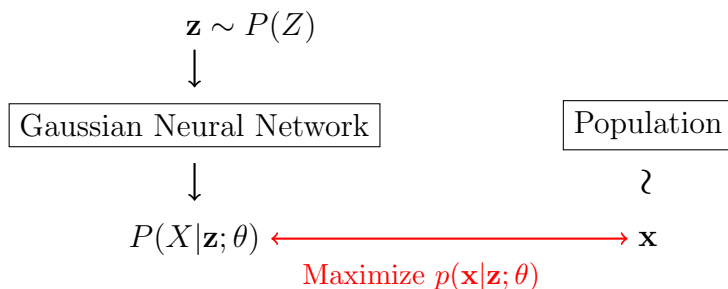 z ∼ P(Z)
Gaussian Neural Network
Population
∼
P(X|z; θ)
x
Maximize p(x|z; θ)